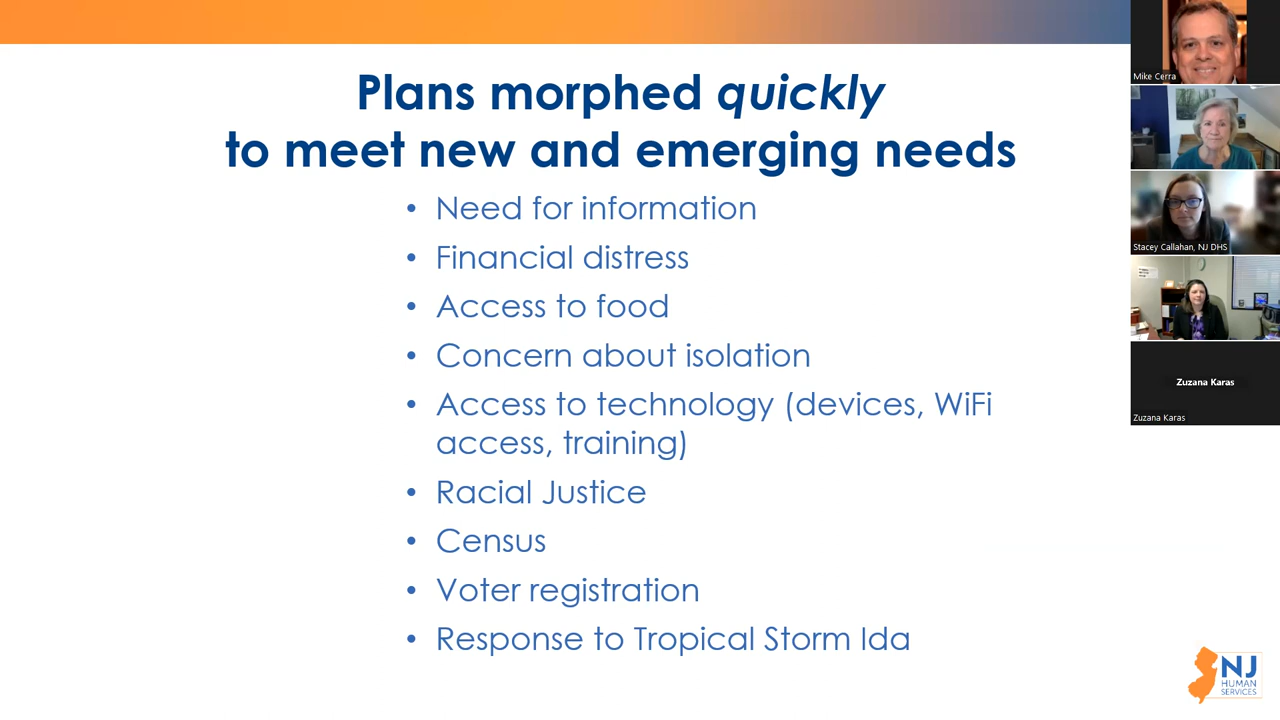 Plans morphed quickly
to meet new and emerging needs
• Need for information
• Financial distress
• Access to food
• Concern about isolation
• Access to technology (devices, WiFi
access, training)
• Racial Justice
• Census
• Voter registration
• Response to Tropical Storm Ida
Mike Cerra
Stacey Callahan, NJ DHS
Zuzana Karas
Zuzana Karas
NJ
HUMAN
SERVICES